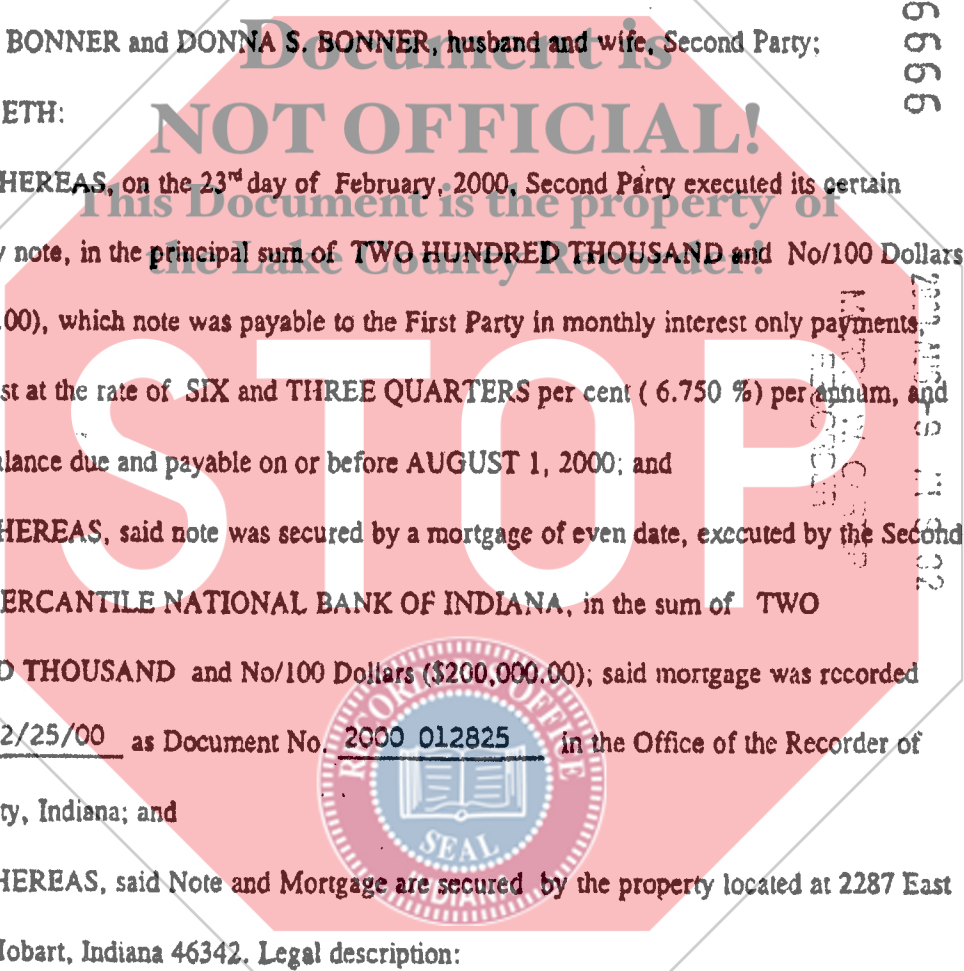 Document is
BONNER and DONNA S. BONNER, husband and wife, Second Party;
NOT OFFICIAL!
ETH:
HEREAS, on the 23rd day of February, 2000, Second Party executed its certain
This Document is the property of
y note, in the principal sum of TWO HUNDRED THOUSAND and No/100 Dollars
the Lake County Recorder!
.00), which note was payable to the First Party in monthly interest only payments,
st at the rate of SIX and THREE QUARTERS per cent ( 6.750 %) per annum, and
alance due and payable on or before AUGUST 1, 2000; and
STOP
HEREAS, said note was secured by a mortgage of even date, executed by the Second
ERCANTILE NATIONAL BANK OF INDIANA, in the sum of TWO
D THOUSAND and No/100 Dollars ($200,000.00); said mortgage was recorded
2/25/00 as Document No. 2000 012825 in the Office of the Recorder of
ty, Indiana; and
HEREAS, said Note and Mortgage are secured by the property located at 2287 East
Hobart, Indiana 46342. Legal description:
SEAL
INDIANA